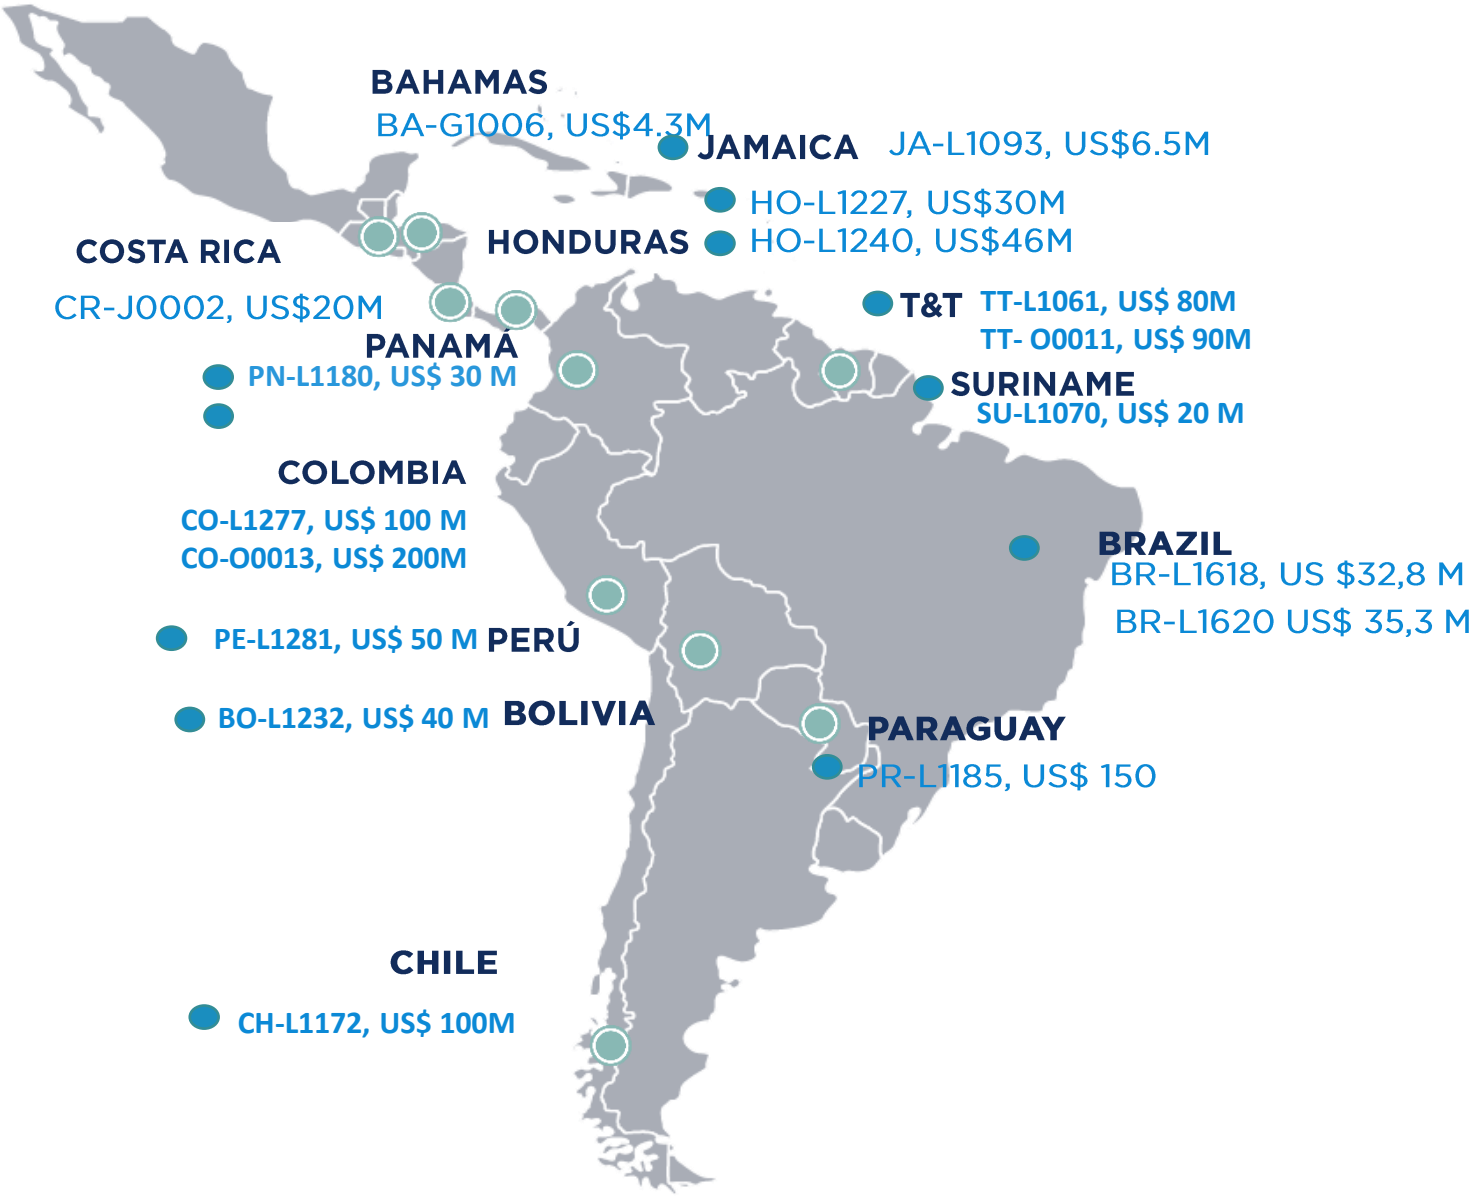 BAHAMAS
BA-G1006, US$4.3M
JAMAICA JA-L1093, US$6.5M
HO-L1227, US$30M
HONDURAS HO-L1240, US$46M
COSTA RICA
CR-J0002, US$20M
T&T TT-L1061, US$ 80M
TT- O0011, US$ 90M
PANAMÁ
PN-L1180, US$ 30 M
SURINAME
SU-L1070, US$ 20 M
COLOMBIA
CO-L1277, US$ 100 M
CO-O0013, US$ 200M
BRAZIL
BR-L1618, US $32,8 M
BR-L1620 US$ 35,3 M
PE-L1281, US$ 50 M PERÚ
BO-L1232, US$ 40 M BOLIVIA
PARAGUAY
PR-L1185, US$ 150
CHILE
CH-L1172, US$ 100M